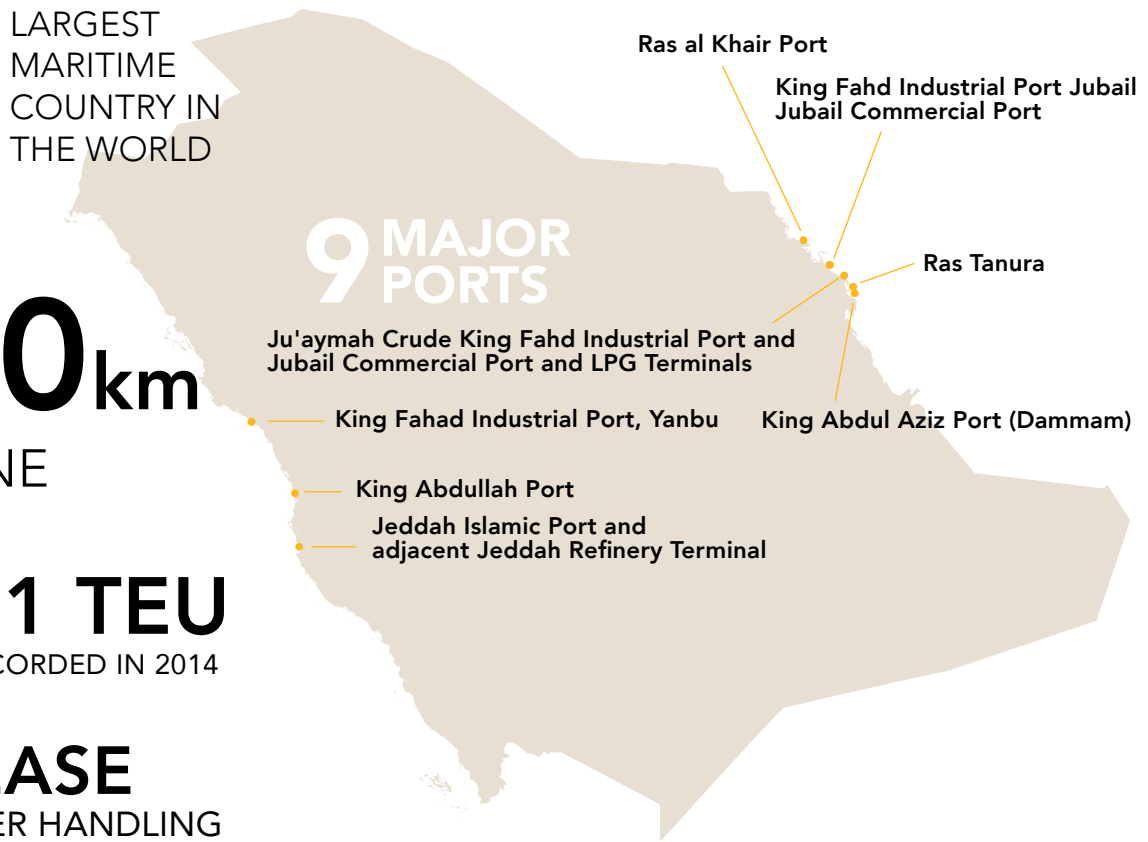 LARGEST
MARITIME
COUNTRY IN
THE WORLD
Ras al Khair Port
King Fahd Industrial Port Jubail
Jubail Commercial Port
9 MAJOR
PORTS
Ras Tanura
Ju'aymah Crude King Fahd Industrial Port and
Jubail Commercial Port and LPG Terminals
0km
King Fahad Industrial Port, Yanbu
King Abdul Aziz Port (Dammam)
NE
King Abdullah Port
Jeddah Islamic Port and
adjacent Jeddah Refinery Terminal
1 TEU
CORDED IN 2014
EASE
ER HANDLING